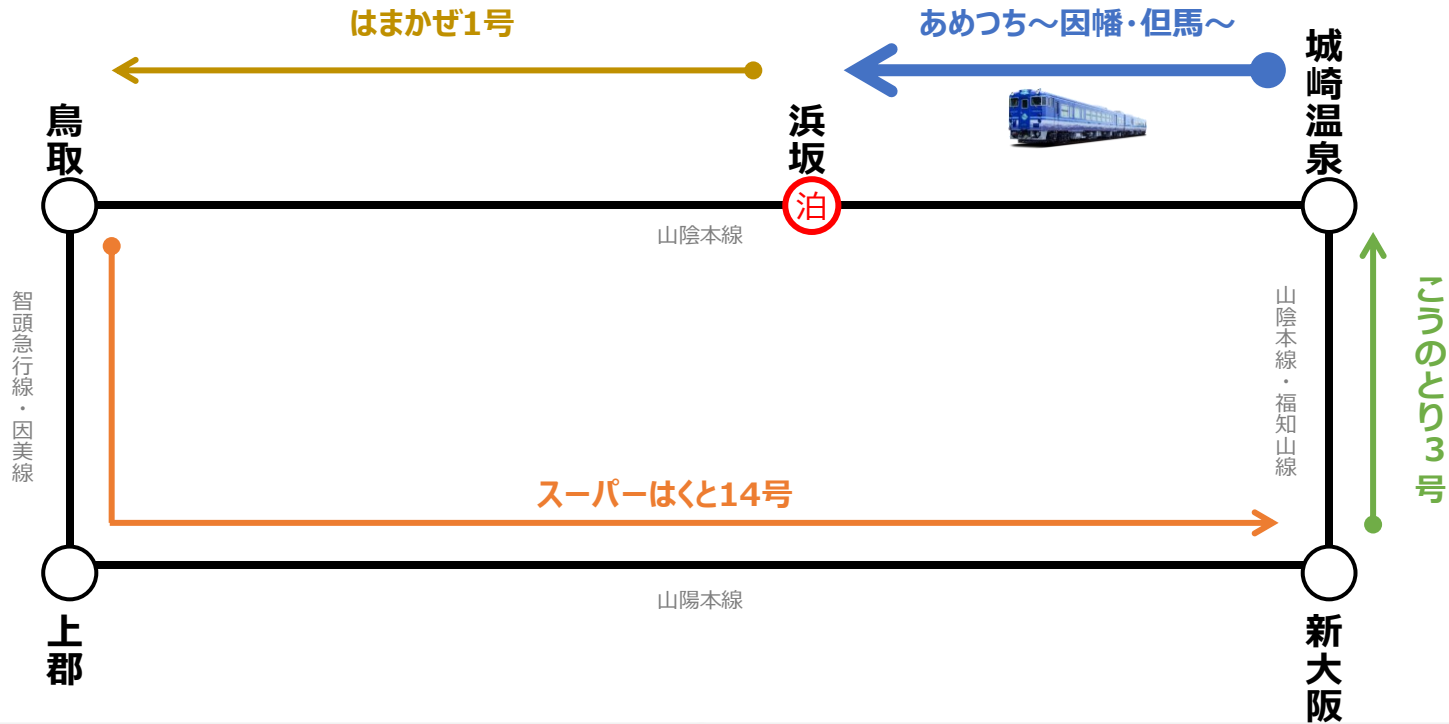 はまかぜ1号
あめつち～因幡・但馬～
城崎温泉
鳥取
浜坂
泊
山陰本線
智頭急行線・因美線
山陰本線・福知山線
こうのとり3号
スーパーはくと14号
山陽本線
上郡
新大阪